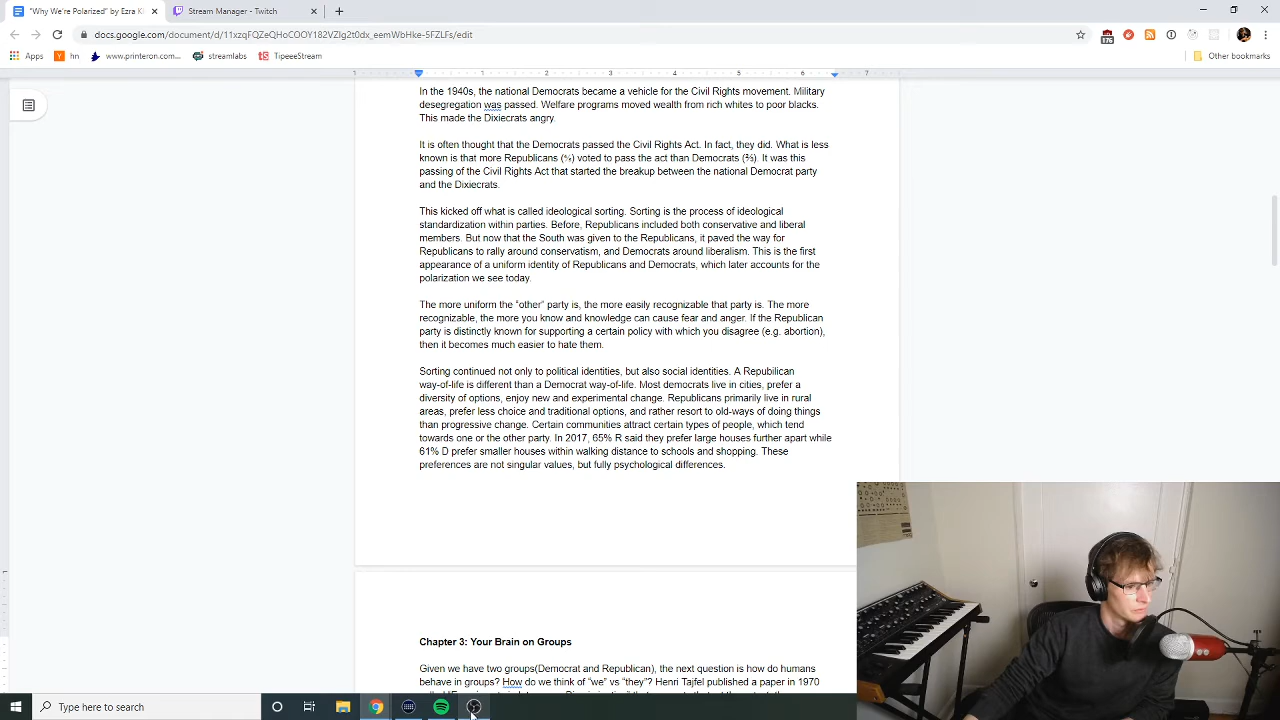 "Why We're Polarized" by Ezra Kl
Stream Manager - Twitch
docs.google.com/document/d/11xzqFQZeQHoCOOY182VZIg2t0dx_eemWbHke-5FZLFs/edit
176
Apps
hn
www.printeron.com...
streamlabs
TipeeeStream
Other bookmarks
1 1 2 3 4 5 6 7
In the 1940s, the national Democrats became a vehicle for the Civil Rights movement. Military
desegregation was passed. Welfare programs moved wealth from rich whites to poor blacks.
This made the Dixiecrats angry.
It is often thought that the Democrats passed the Civil Rights Act. In fact, they did. What is less
known is that more Republicans (⅘) voted to pass the act than Democrats (⅔). It was this
passing of the Civil Rights Act that started the breakup between the national Democrat party
and the Dixiecrats.
This kicked off what is called ideological sorting. Sorting is the process of ideological
standardization within parties. Before, Republicans included both conservative and liberal
members. But now that the South was given to the Republicans, it paved the way for
Republicans to rally around conservatism, and Democrats around liberalism. This is the first
appearance of a uniform identity of Republicans and Democrats, which later accounts for the
polarization we see today.
The more uniform the "other" party is, the more easily recognizable that party is. The more
recognizable, the more you know and knowledge can cause fear and anger. If the Republican
party is distinctly known for supporting a certain policy with which you disagree (e.g. abortion),
then it becomes much easier to hate them.
Sorting continued not only to political identities, but also social identities. A Republican
way-of-life is different than a Democrat way-of-life. Most democrats live in cities, prefer a
diversity of options, enjoy new and experimental change. Republicans primarily live in rural
areas, prefer less choice and traditional options, and rather resort to old-ways of doing things
than progressive change. Certain communities attract certain types of people, which tend
towards one or the other party. In 2017, 65% R said they prefer large houses further apart while
61% D prefer smaller houses within walking distance to schools and shopping. These
preferences are not singular values, but fully psychological differences.
Chapter 3: Your Brain on Groups
Given we have two groups(Democrat and Republican), the next question is how do humans
behave in groups? How do we think of "we" vs "they"? Henri Tajfel published a paper in 1970
Type here to search